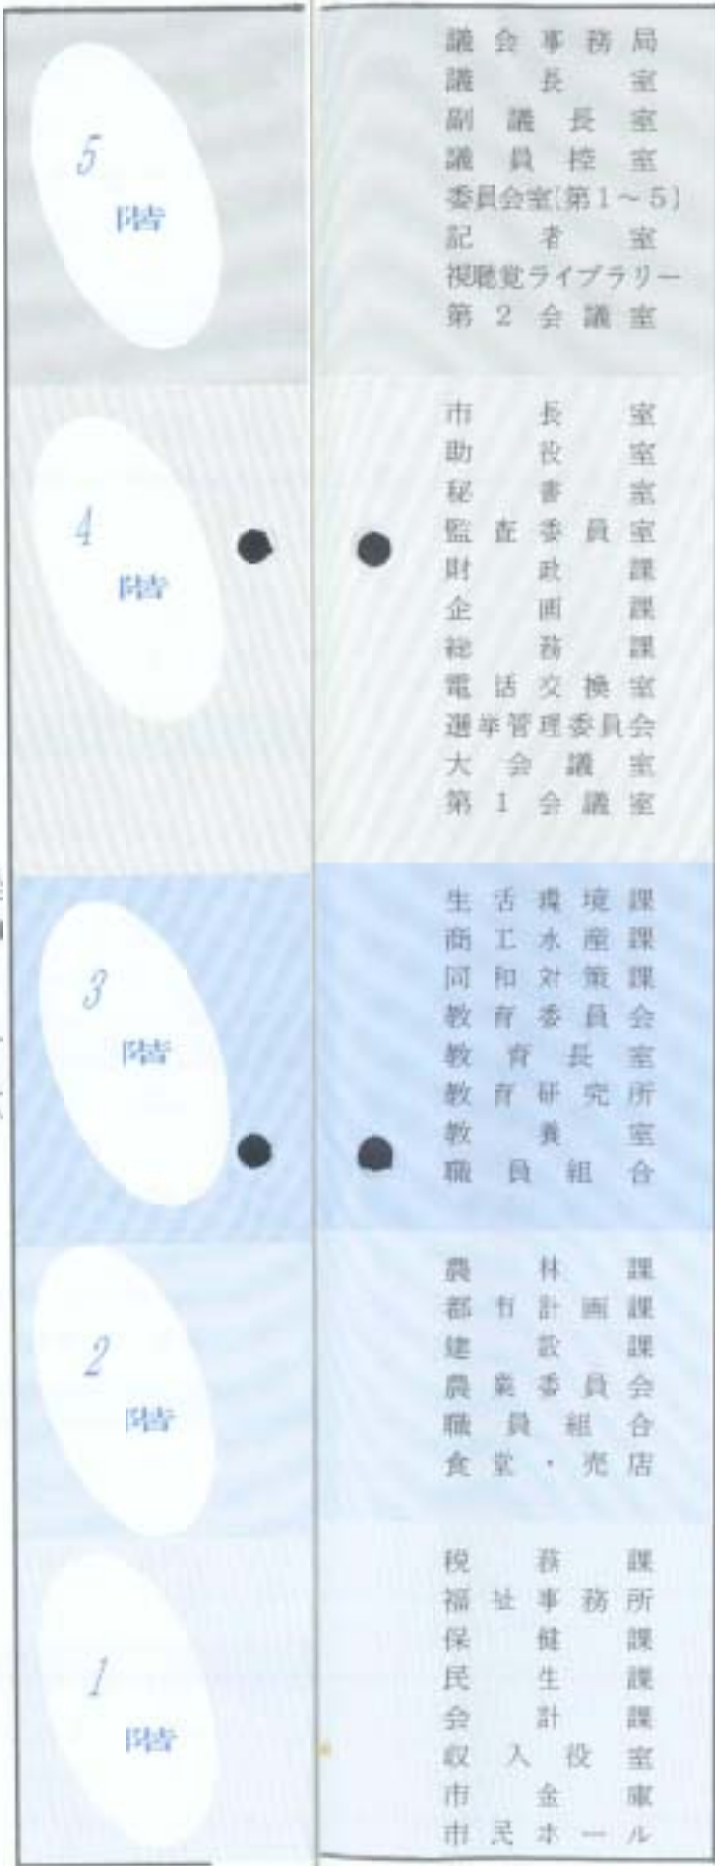 5階
議会事務局
議長室
副議長室
議員控室
委員会室(第1～5)
記者室
視聴覚ライブラリー
第2会議室
4階
市長室
助役室
秘書室
監査委員室
財政課
企画課
総務課
電話交換室
選挙管理委員会
大会議室
第1会議室
3階
生活環境課
商工水産課
同和対策課
教育委員会
教育長室
教育研究所
教養室
職員組合
2階
農林課
都市計画課
建設課
農業委員会
職員組合
食堂・売店
1階
税務課
福祉事務所
保健課
民生課
会計課
収入役室
市金庫
市民ホール